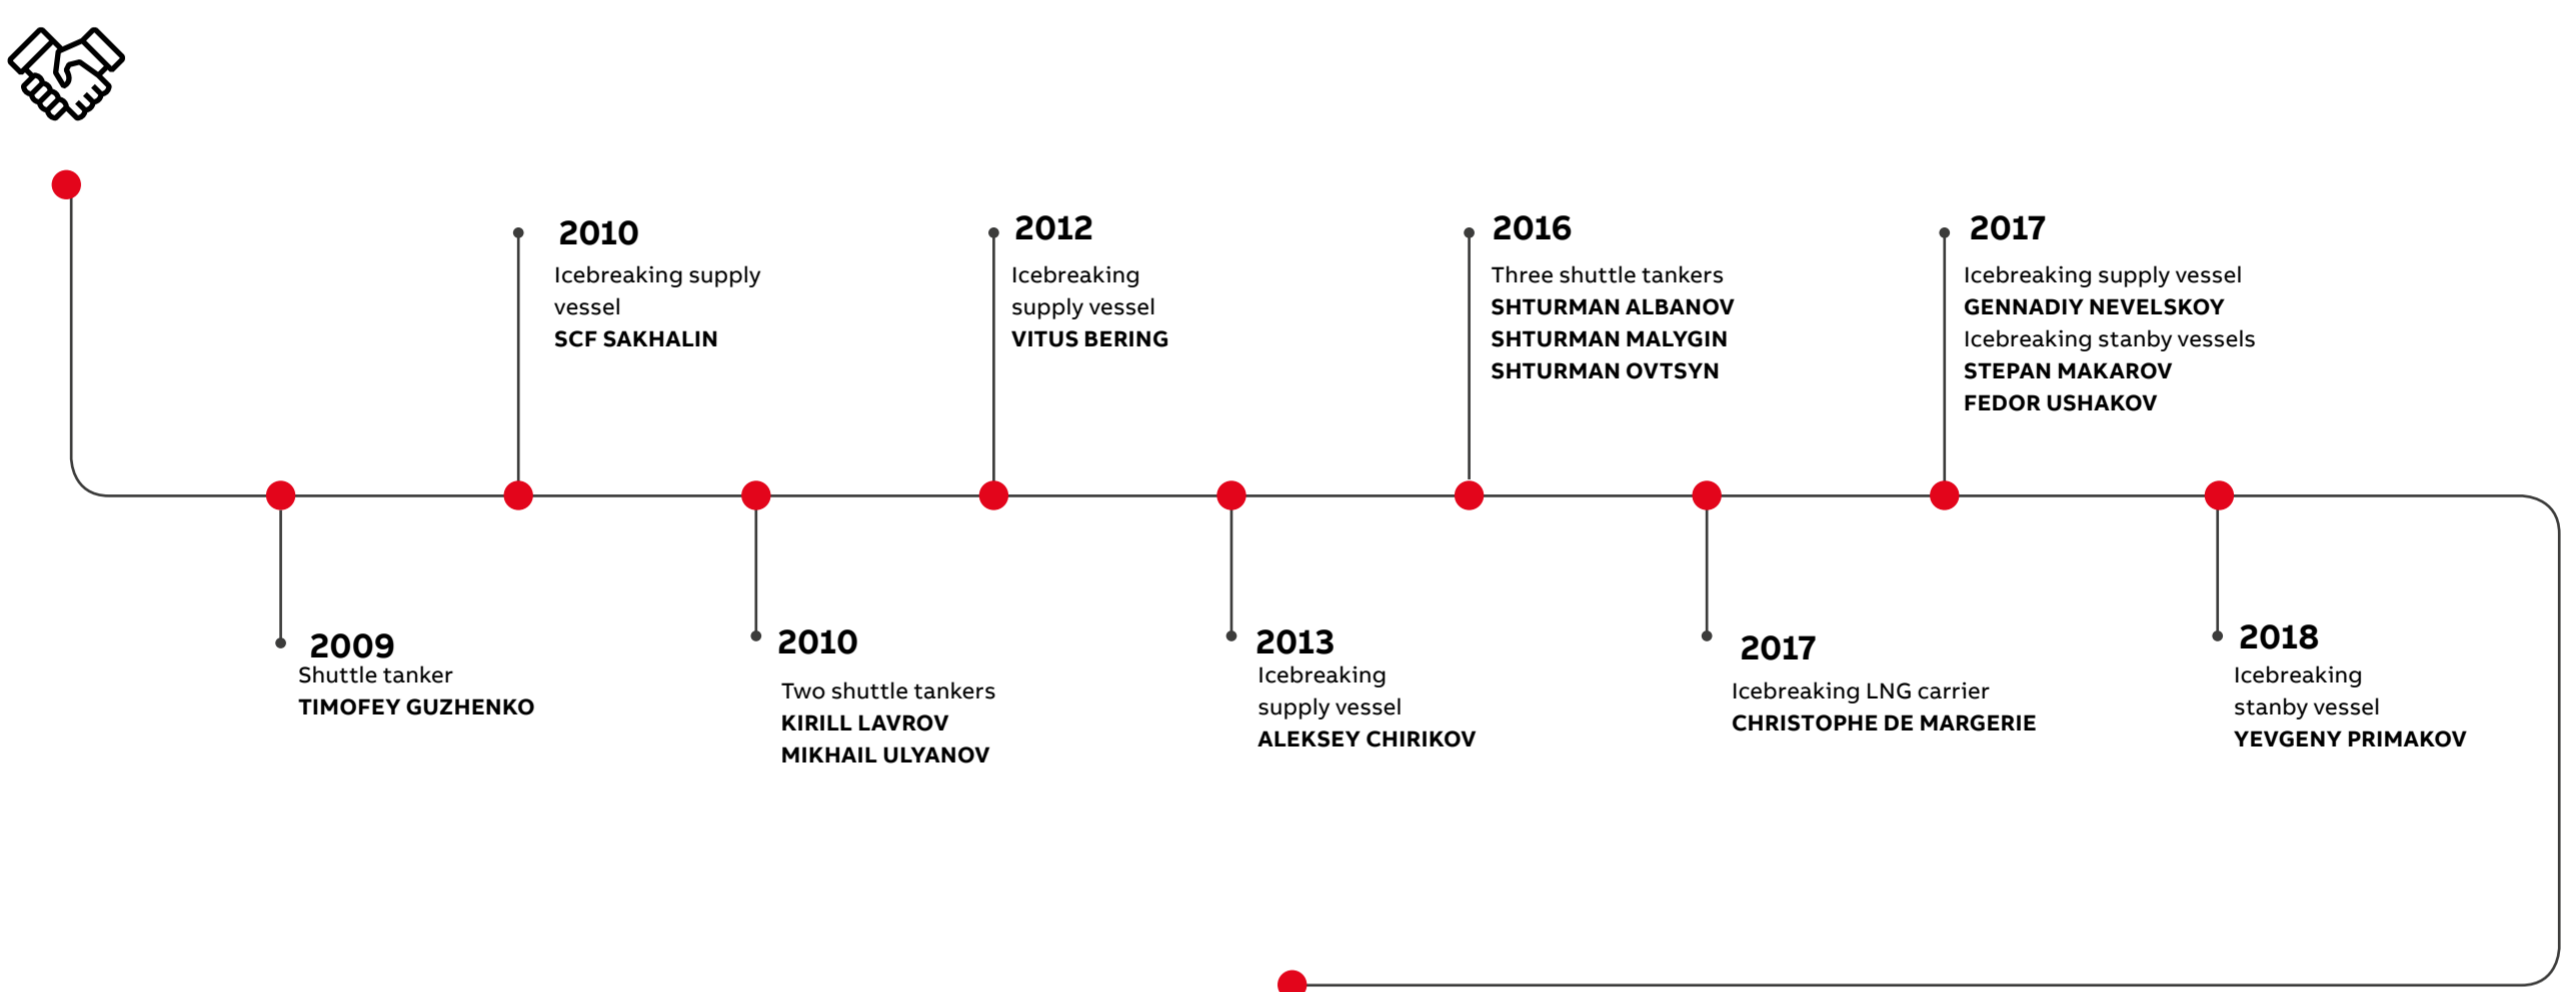 2009
Shuttle tanker
TIMOFEY GUZHENKO
2010
Icebreaking supply
vessel
SCF SAKHALIN
2010
Two shuttle tankers
KIRILL LAVROV
MIKHAIL ULYANOV
2012
Icebreaking
supply vessel
VITUS BERING
2013
Icebreaking
supply vessel
ALEKSEY CHIRIKOV
2016
Three shuttle tankers
SHTURMAN ALBANOV
SHTURMAN MALYGIN
SHTURMAN OVTSYN
2017
Icebreaking LNG carrier
CHRISTOPHE DE MARGERIE
2017
Icebreaking supply vessel
GENNADIY NEVELSKOY
Icebreaking stanby vessels
STEPAN MAKAROV
FEDOR USHAKOV
2018
Icebreaking
stanby vessel
YEVGENY PRIMAKOV